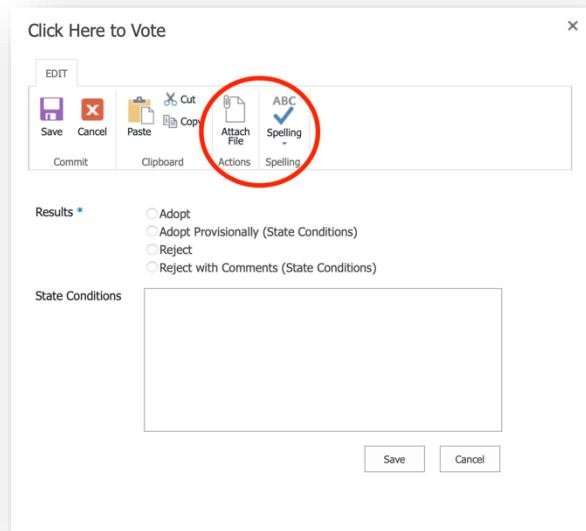 Click Here to Vote
×
EDIT
Save
Cancel
Paste
Cut
Copy
Attach File
ABC
Spelling
Commit
Clipboard
Actions
Spelling
Results *
Adopt
Adopt Provisionally (State Conditions)
Reject
Reject with Comments (State Conditions)
State Conditions
Save
Cancel